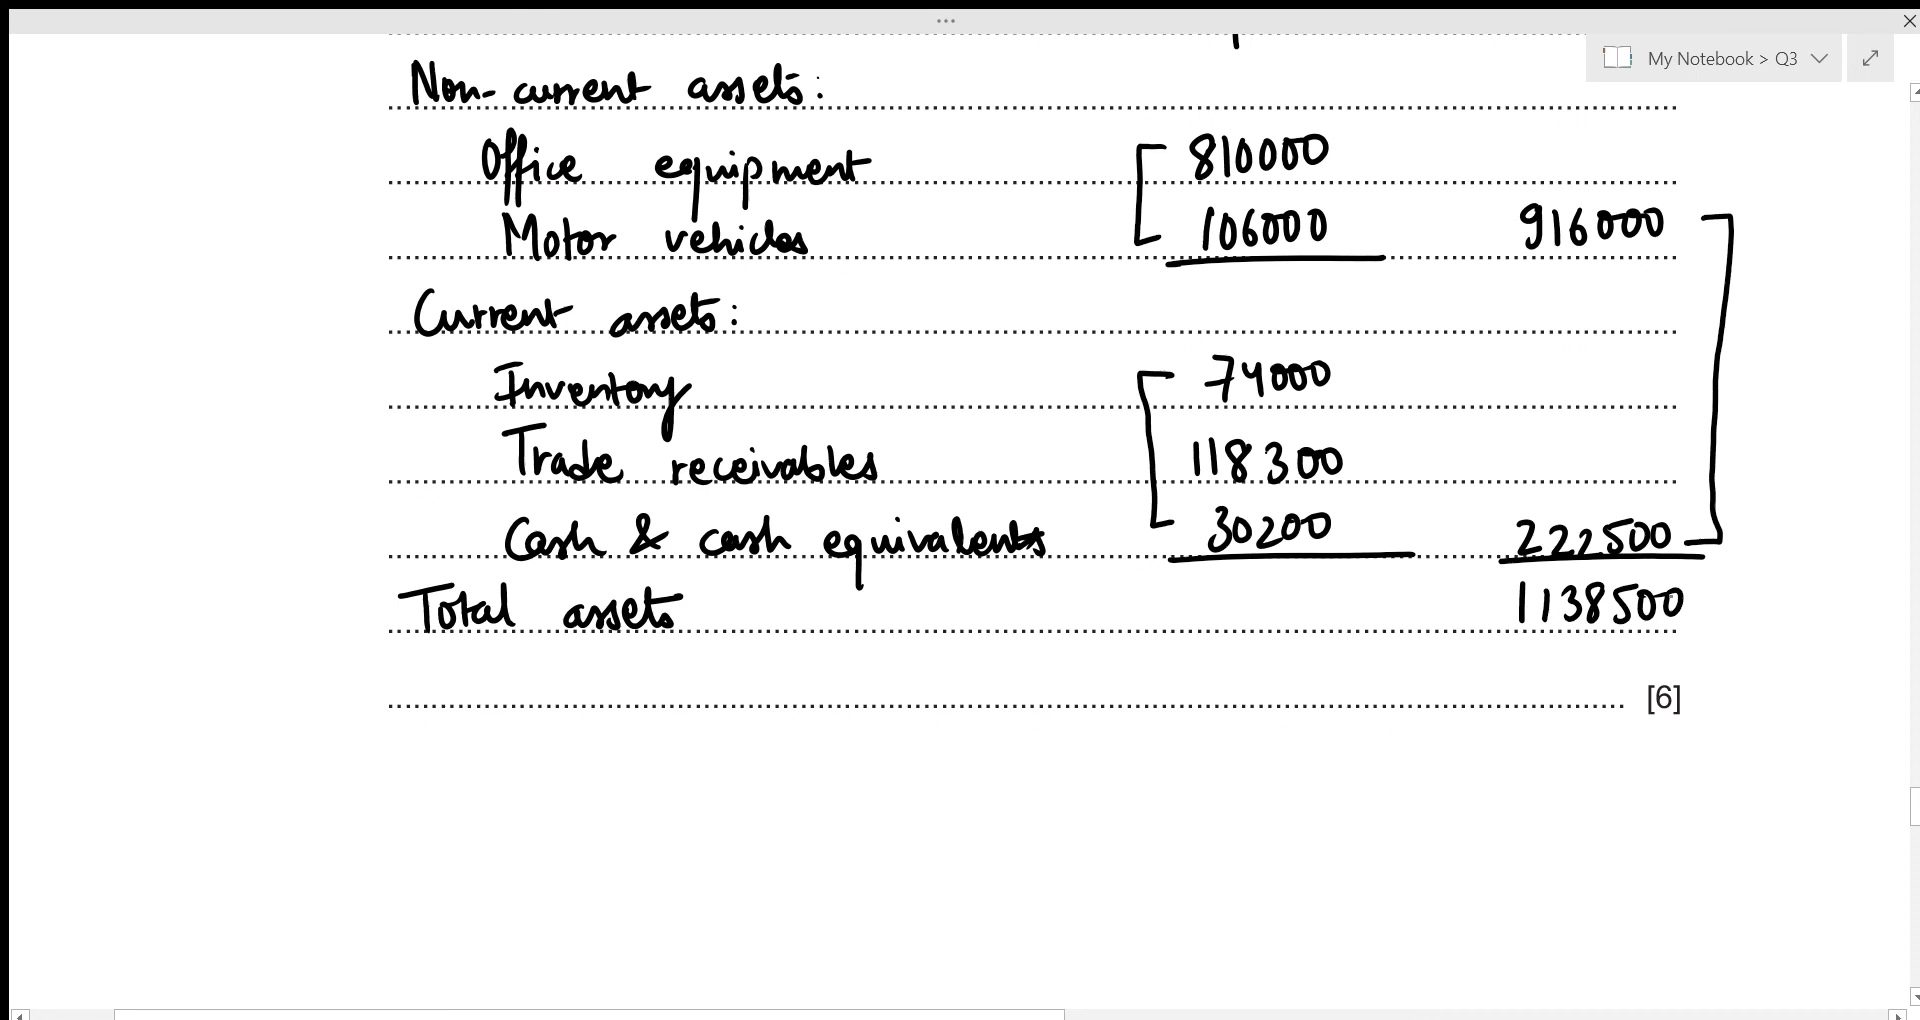 My Notebook > Q3
Non-current assets:
Office equipment 810000
Motor vehicles 106000 916000
Current assets:
Inventory 74000
Trade receivables 118300
Cash & cash equivalents 30200 222500
Total assets 1138500
[6]